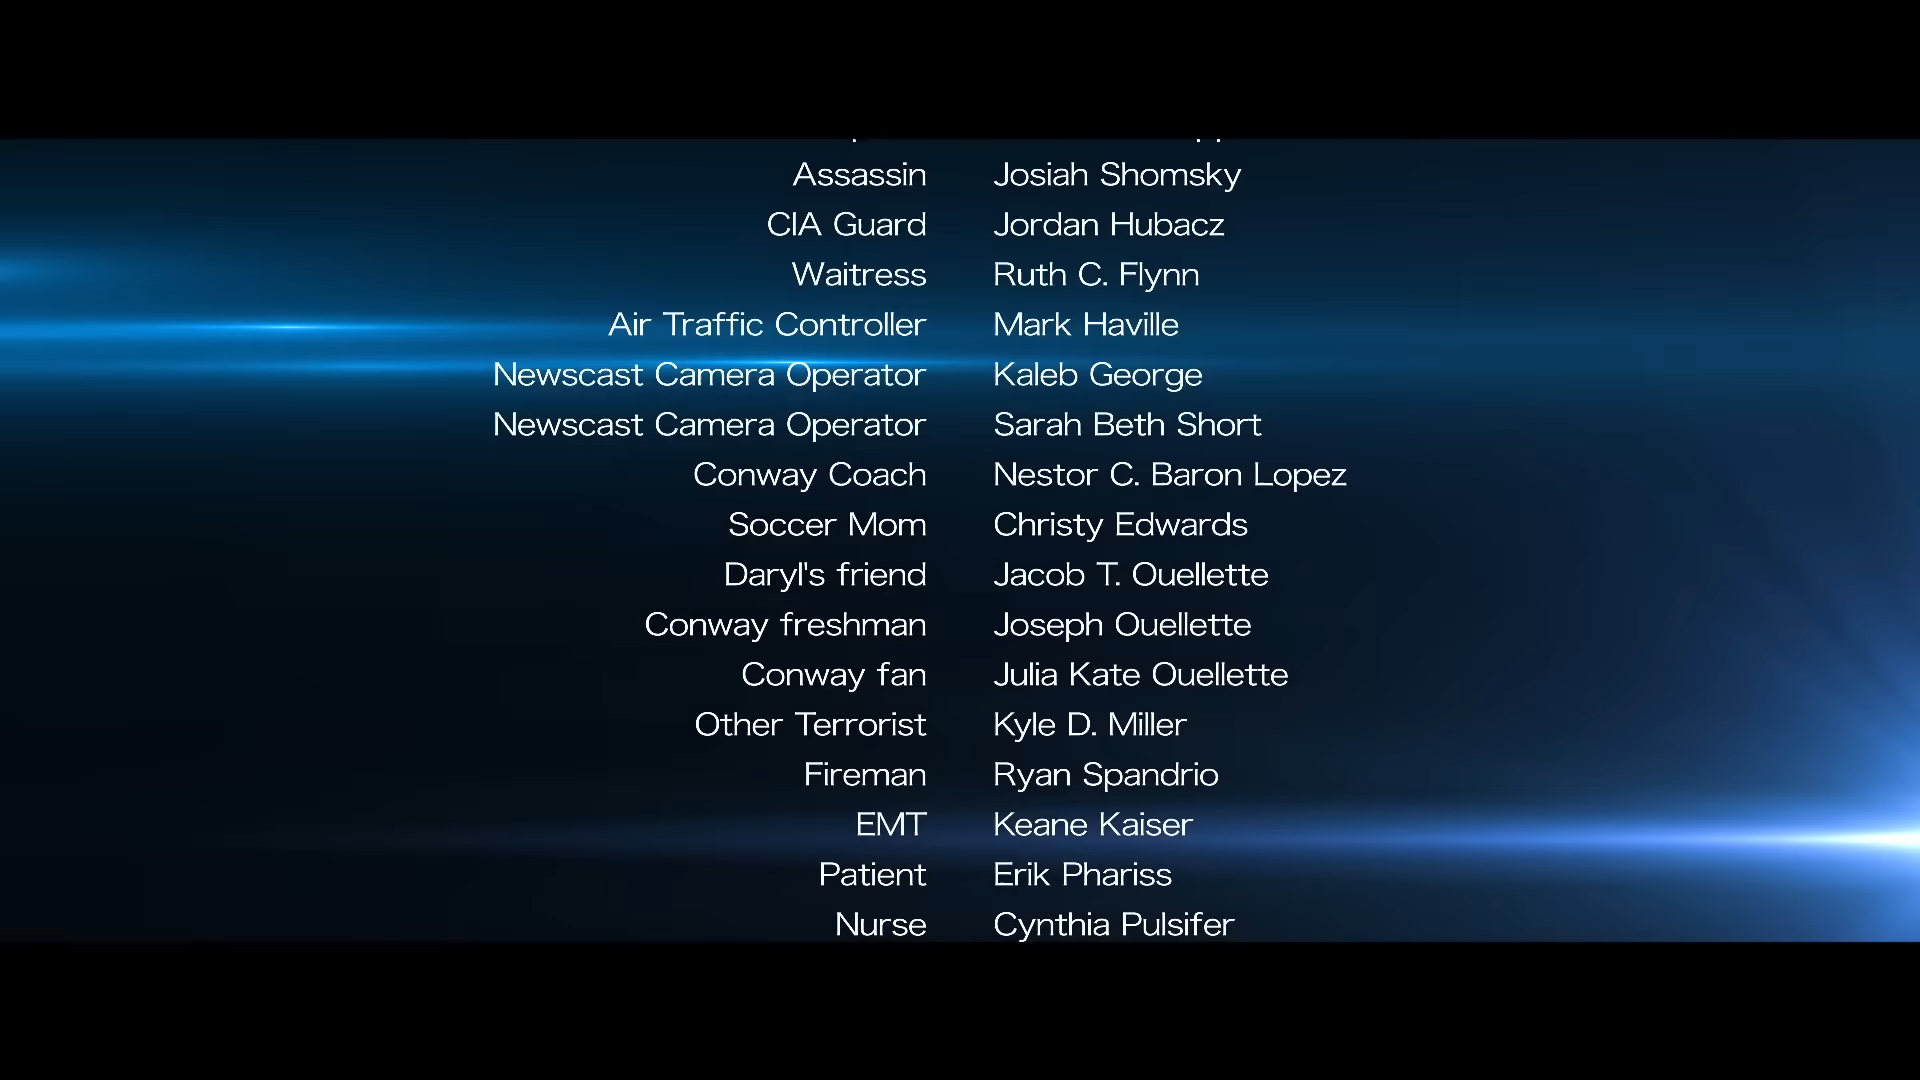 Assassin Josiah Shomsky
CIA Guard Jordan Hubacz
Waitress Ruth C. Flynn
Air Traffic Controller Mark Haville
Newscast Camera Operator Kaleb George
Newscast Camera Operator Sarah Beth Short
Conway Coach Nestor C. Baron Lopez
Soccer Mom Christy Edwards
Daryl's friend Jacob T. Ouellette
Conway freshman Joseph Ouellette
Conway fan Julia Kate Ouellette
Other Terrorist Kyle D. Miller
Fireman Ryan Spandrio
EMT Keane Kaiser
Patient Erik Phariss
Nurse Cynthia Pulsifer